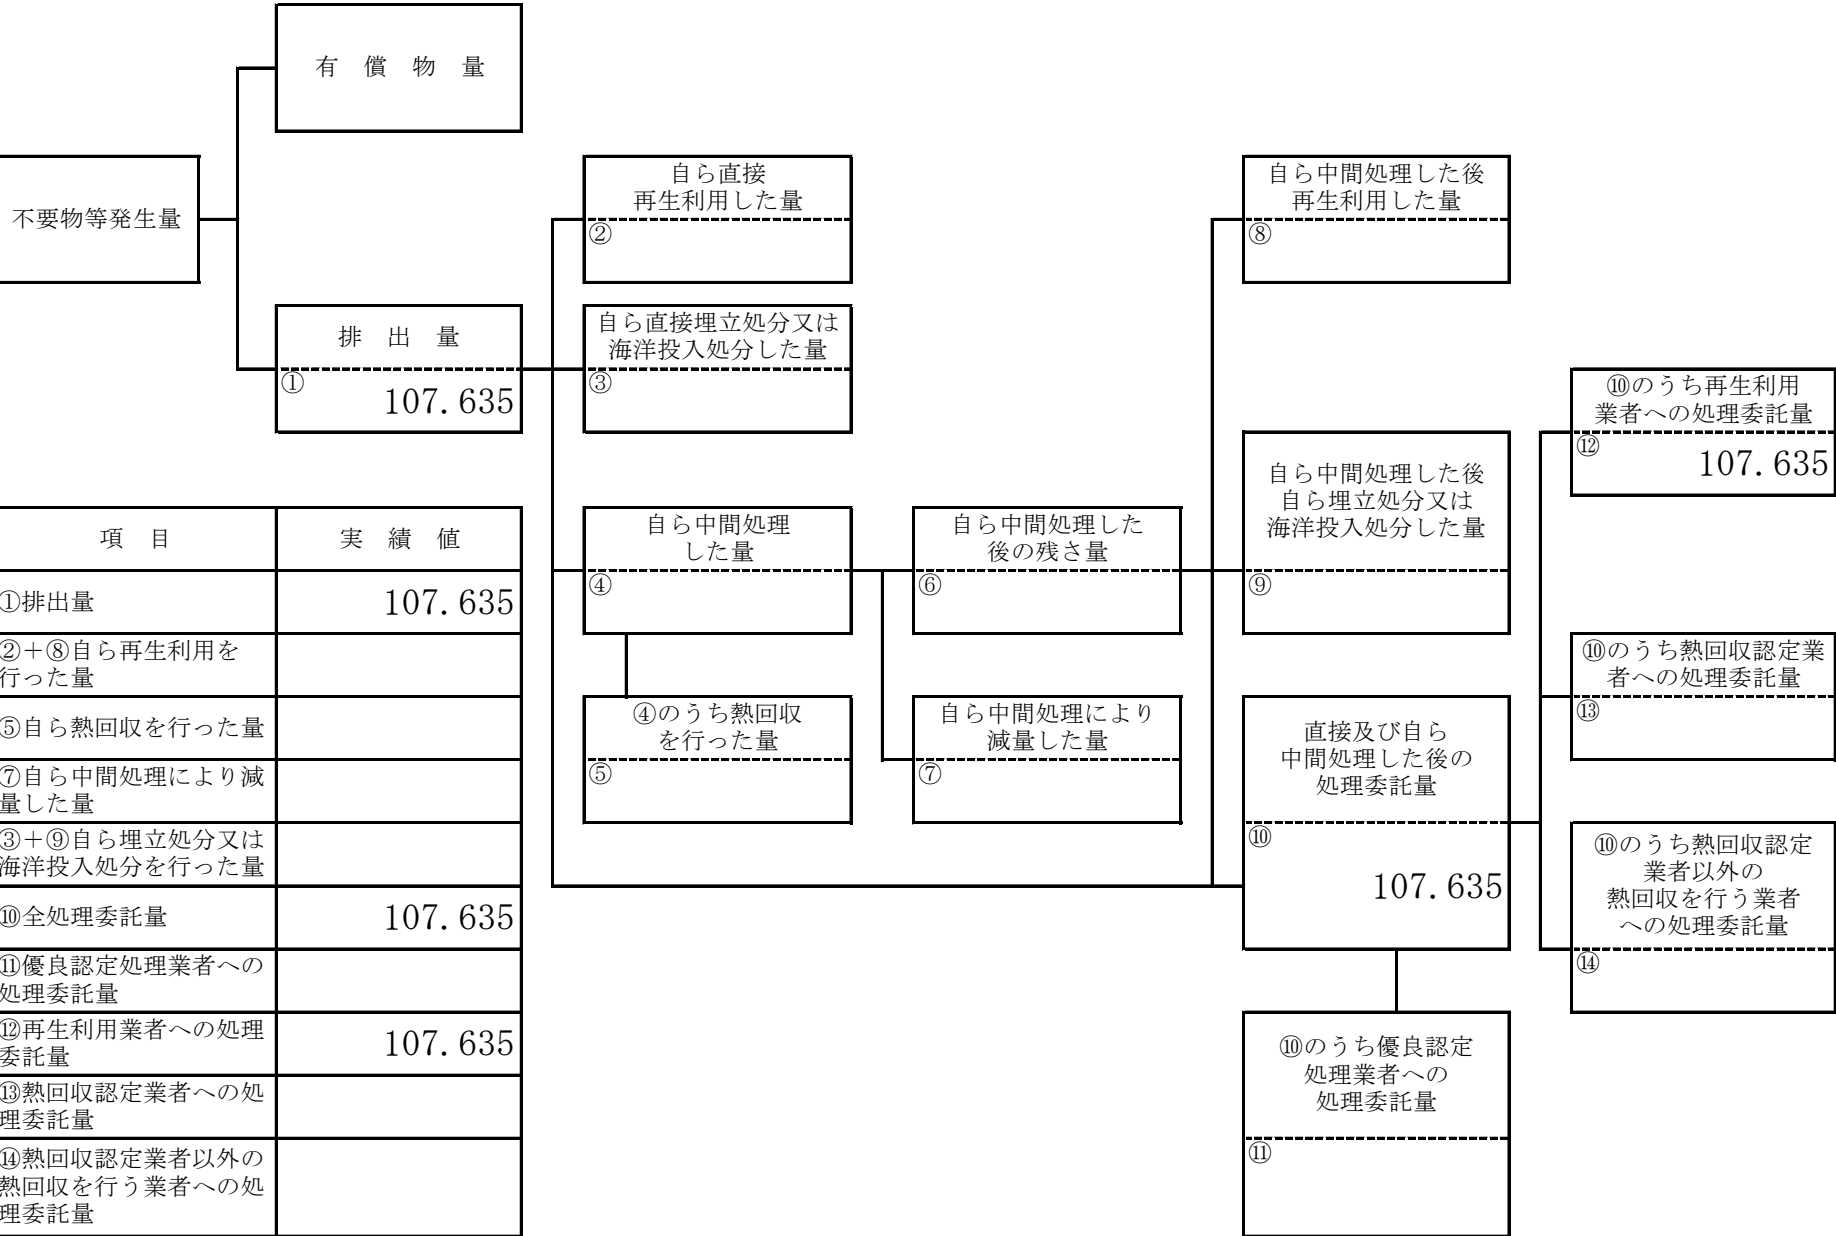 有　償　物　量
不要物等発生量
排　出　量
①
107.635
自ら直接
再生利用した量
②
自ら直接埋立処分又は
海洋投入処分した量
③
自ら中間処理
した量
④
④のうち熱回収
を行った量
⑤
自ら中間処理した
後の残さ量
⑥
自ら中間処理により
減量した量
⑦
自ら中間処理した後
再生利用した量
⑧
自ら中間処理した後
自ら埋立処分又は
海洋投入処分した量
⑨
直接及び自ら
中間処理した後の
処理委託量
⑩
107.635
⑩のうち優良認定
処理業者への
処理委託量
⑪
⑩のうち再生利用
業者への処理委託量
⑫
107.635
⑩のうち熱回収認定業
者への処理委託量
⑬
⑩のうち熱回収認定
業者以外の
熱回収を行う業者
への処理委託量
⑭
項　目
実　績　値
①排出量
107.635
②＋⑧自ら再生利用を
行った量
⑤自ら熱回収を行った量
⑦自ら中間処理により減
量した量
③＋⑨自ら埋立処分又は
海洋投入処分を行った量
⑩全処理委託量
107.635
⑪優良認定処理業者への
処理委託量
⑫再生利用業者への処理
委託量
107.635
⑬熱回収認定業者への処
理委託量
⑭熱回収認定業者以外の
熱回収を行う業者への処
理委託量